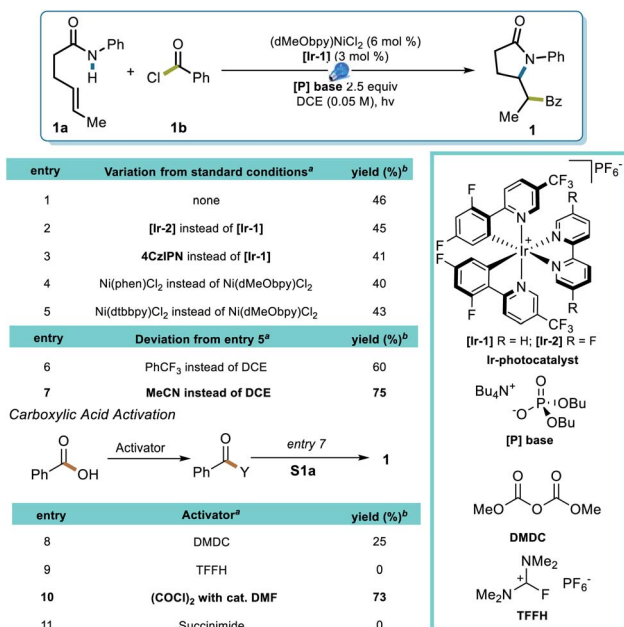 O
N
Ph
H
Me
1a
+
O
Cl
Ph
1b
(dMeObpy)NiCl2 (6 mol %)
[Ir-1] (3 mol %)
[P] base 2.5 equiv
DCE (0.05 M), hv
O
N
Ph
Me
Bz
1
entry Variation from standard conditionsᵃ yield (%)ᵇ
1 none 46
2 [Ir-2] instead of [Ir-1] 45
3 4CzIPN instead of [Ir-1] 41
4 Ni(phen)Cl2 instead of Ni(dMeObpy)Cl2 40
5 Ni(dtbbpy)Cl2 instead of Ni(dMeObpy)Cl2 43
entry Deviation from entry 5ᵃ yield (%)ᵇ
6 PhCF3 instead of DCE 60
7 MeCN instead of DCE 75
Carboxylic Acid Activation
O
Ph
OH
Activator
O
Ph
Y
entry 7
S1a
1
entry Activatorᵃ yield (%)ᵇ
8 DMDC 25
9 TFFH 0
10 (COCl)2 with cat. DMF 73
11 Succinimide 0
PF6⁻
CF3
F
N
R
F
N
Ir⁺
F
N
N
R
F
CF3
[Ir-1] R = H; [Ir-2] R = F
Ir-photocatalyst
Bu4N⁺
O
⁻O
P
OBu
OBu
[P] base
O
O
MeO
O
OMe
DMDC
NMe2
+
Me2N
F
PF6⁻
TFFH